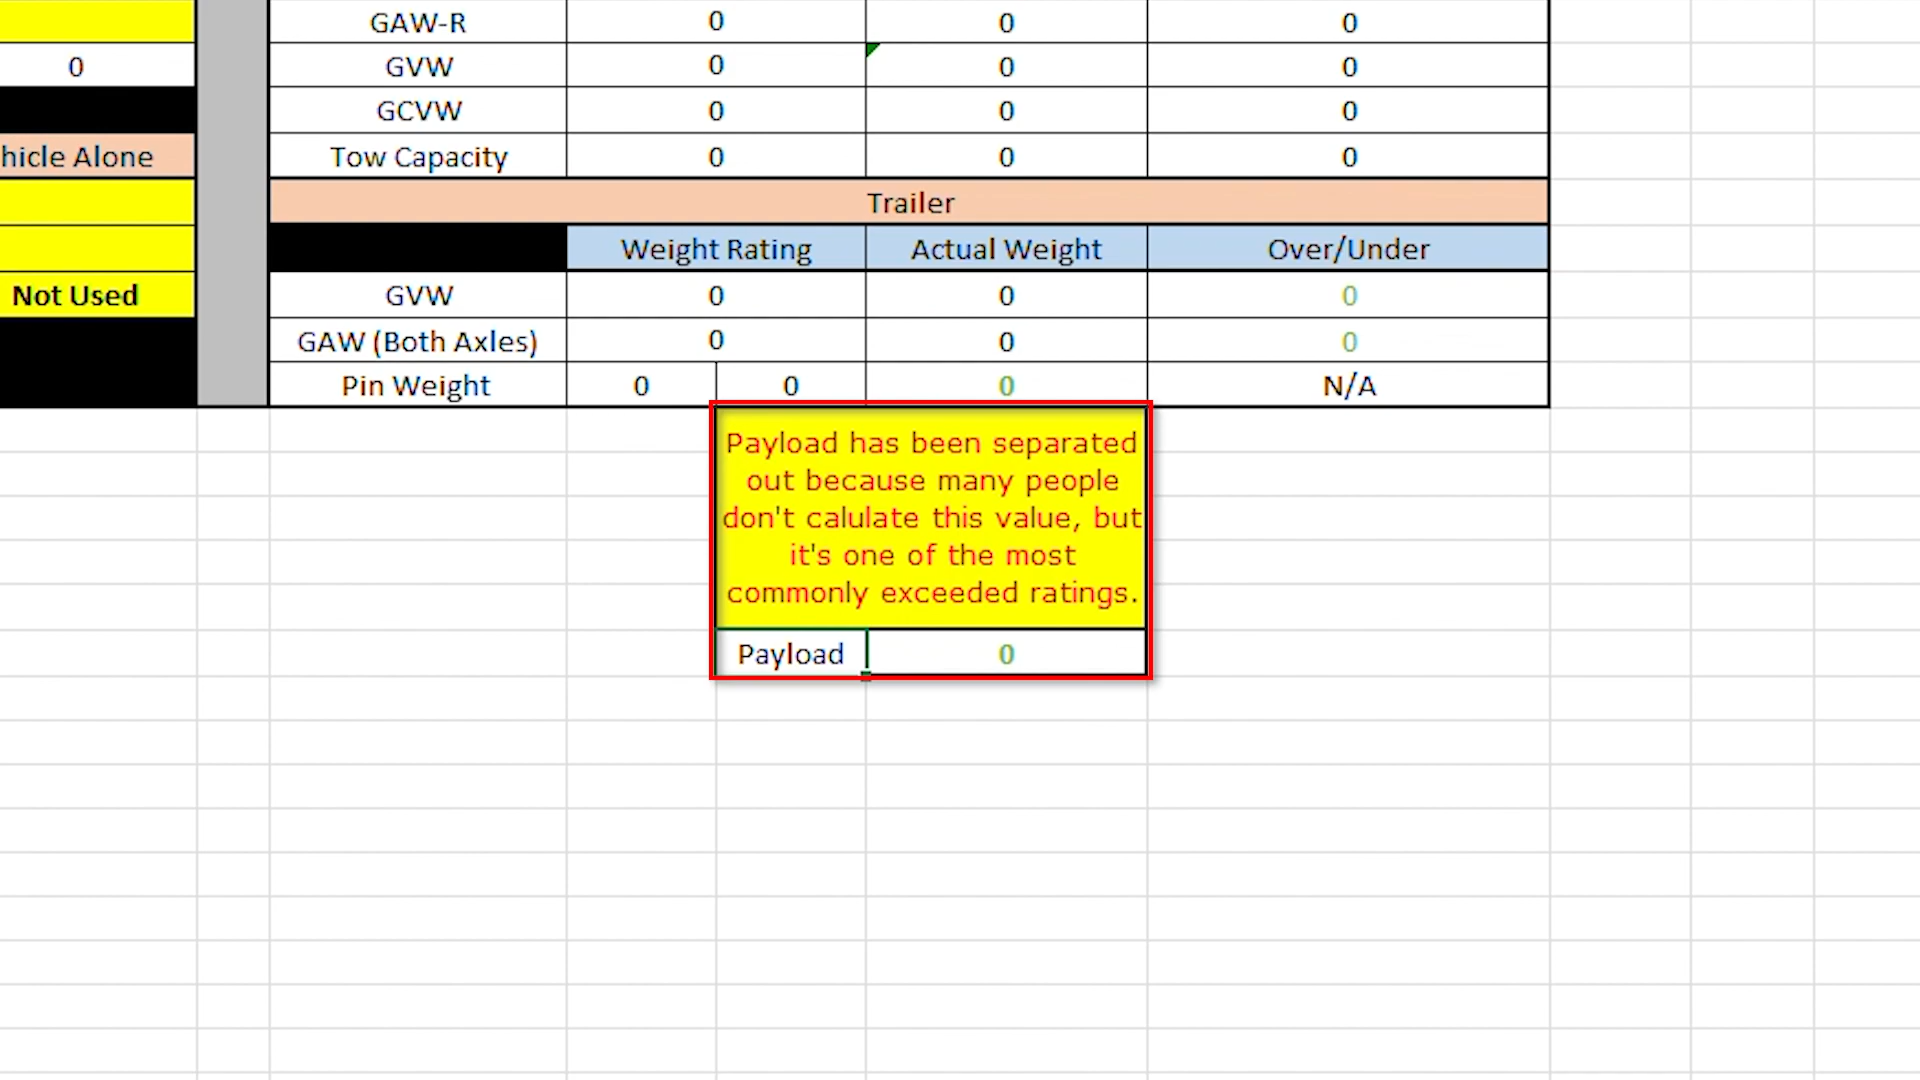 GAW-R 0 0 0
0 GVW 0 0 0
GCVW 0 0 0
hicle Alone Tow Capacity 0 0 0
Trailer
Weight Rating Actual Weight Over/Under
Not Used GVW 0 0 0
GAW (Both Axles) 0 0 0
Pin Weight 0 0 0 N/A
Payload has been separated
out because many people
don't calulate this value, but
it's one of the most
commonly exceeded ratings.
Payload 0